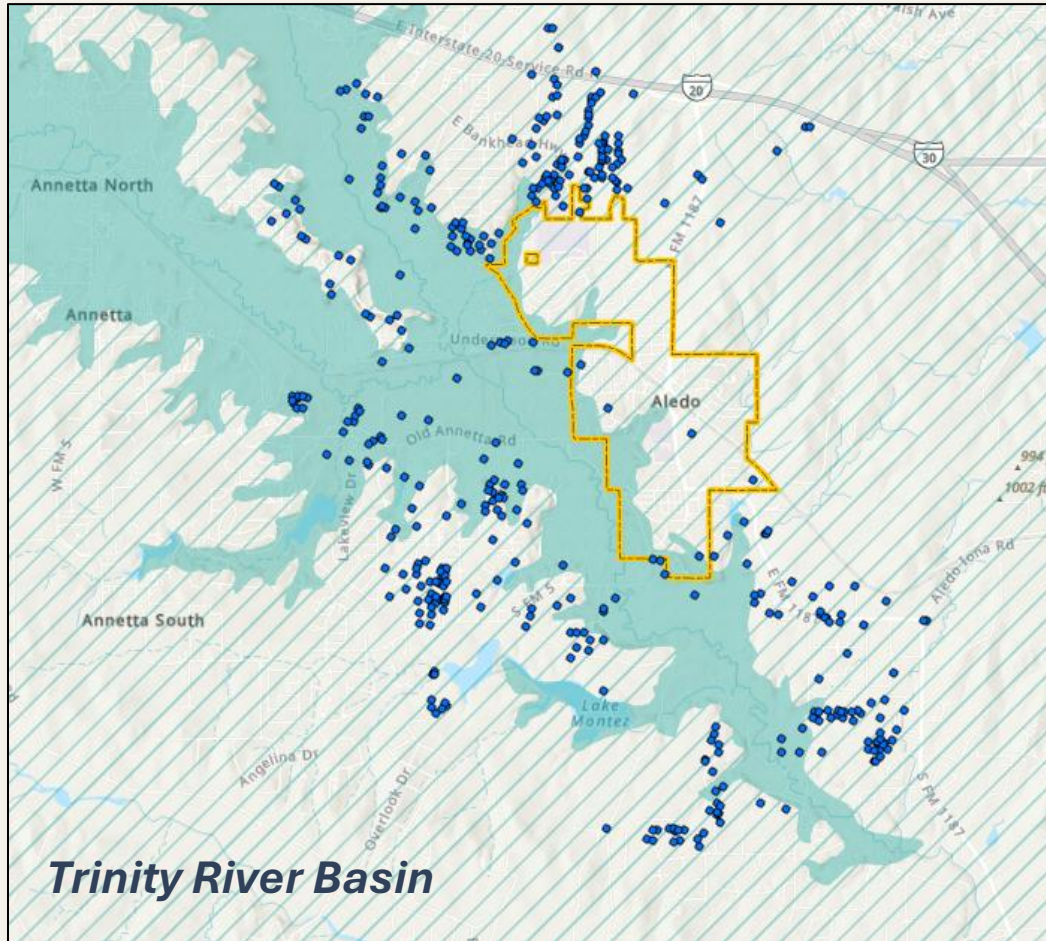 Walsh Ave
E Interstate 20 Service Rd
20
30
E Bankhead Hwy
Annetta North
FM 1187
Annetta
Aledo
Old Annetta Rd
W FM 5
Lakeview Dr
994
1002 ft
Aledo Iona Rd
S FM 5
E FM 1187
Annetta South
Lake
Montez
Angelina Dr
Overlook Dr
S FM 1187
Trinity River Basin